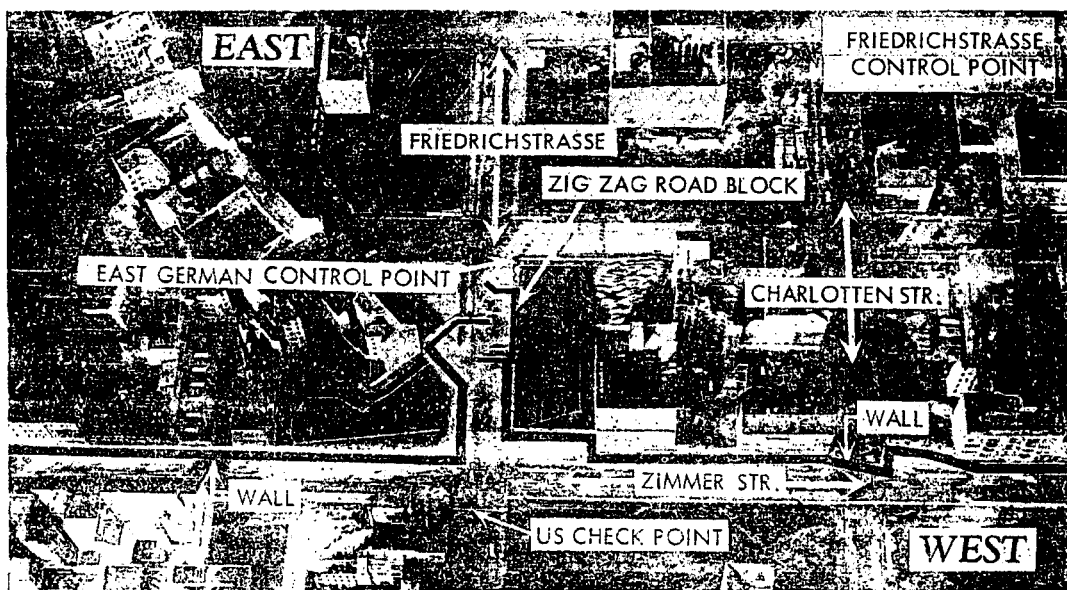 EAST
FRIEDRICHSTRASSE
CONTROL POINT
FRIEDRICHSTRASSE
ZIG ZAG ROAD BLOCK
EAST GERMAN CONTROL POINT
CHARLOTTEN STR.
WALL
ZIMMER STR.
WALL
US CHECK POINT
WEST